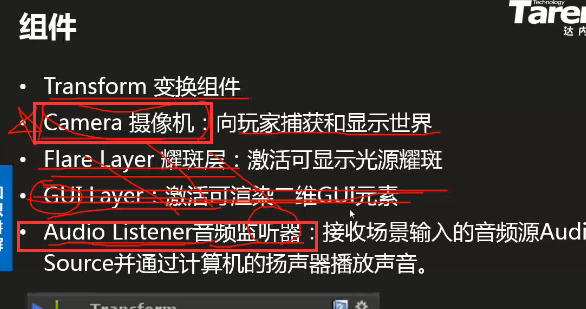 组件
Technology
Taren
达内
• Transform 变换组件
• Camera 摄像机：向玩家捕获和显示世界
• Flare Layer 耀斑层：激活可显示光源耀斑
• GUI Layer：激活可渲染二维GUI元素
• Audio Listener音频监听器：接收场景输入的音频源Audi
Source并通过计算机的扬声器播放声音。
讲解
Transform